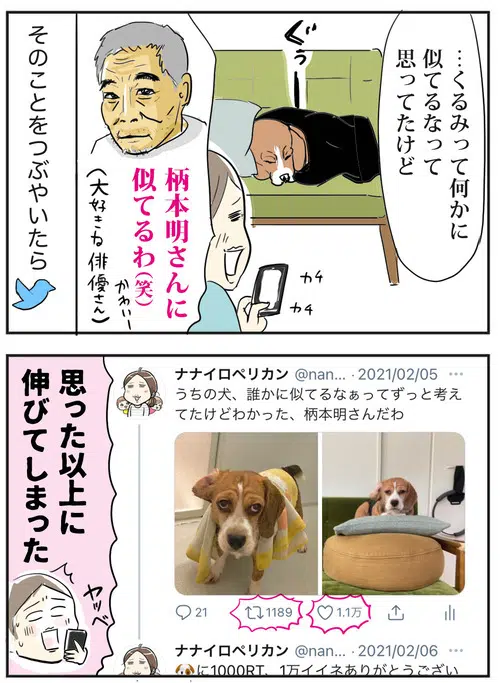 …くるみって何かに
似てるなって
思ってたけど
ぐぅー
柄本明さんに
似てるわ(笑)
かわいー
(大好きな俳優さん)
カチ
カチ
そのことをつぶやいたら
ナナイロペリカン @nan... · 2021/02/05 ...
うちの犬、誰かに似てるなぁってずっと考え
てたけどわかった、柄本明さんだわ
21
1189
1.1万
ナナイロペリカン @nan... · 2021/02/06 ...
🐶に1000RT、1万イイネありがとうござい
思った以上に
伸びてしまった
ヤッベ